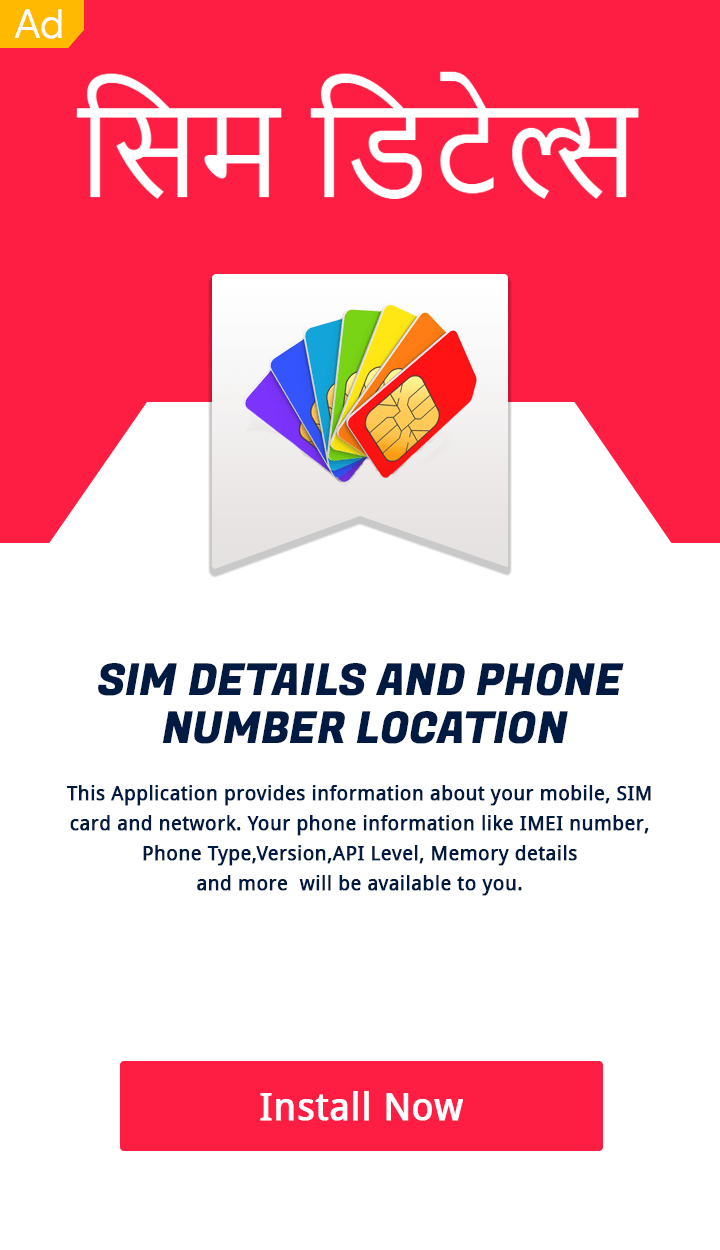 Ad
सिम डिटेल्स
SIM DETAILS AND PHONE
NUMBER LOCATION
This Application provides information about your mobile, SIM
card and network. Your phone information like IMEI number,
Phone Type,Version,API Level, Memory details
and more  will be available to you.
Install Now